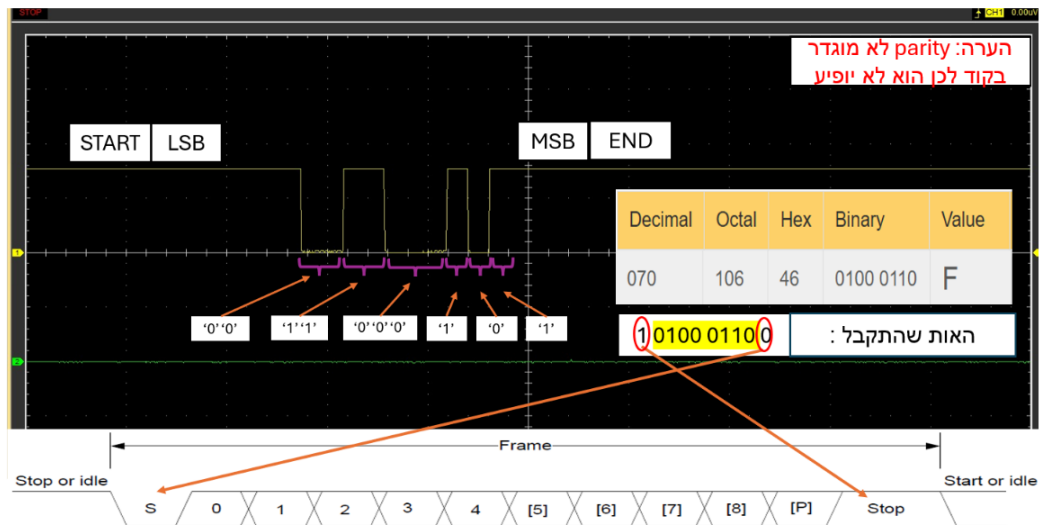 STOP
CH1 0.00uV
הערה: parity לא מוגדר
בקוד לכן הוא לא יופיע
START LSB
MSB END
Decimal Octal Hex Binary Value
070 106 46 0100 0110 F
1 0100 0110 0
האות שהתקבל :
‘0’‘0’ ‘1’‘1’ ‘0’‘0’‘0’ ‘1’ ‘0’ ‘1’
1
2
Frame
Stop or idle
Start or idle
S 0 1 2 3 4 [5] [6] [7] [8] [P] Stop